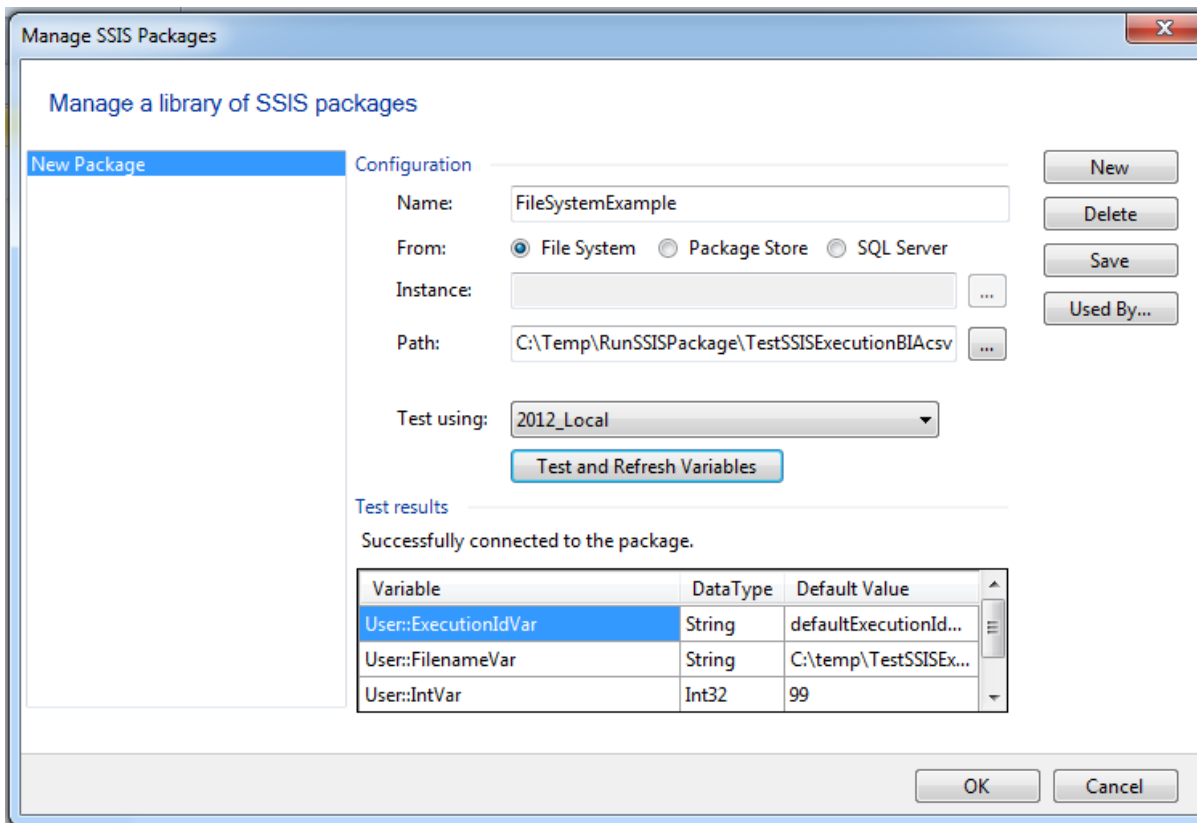 Manage SSIS Packages
Manage a library of SSIS packages
New Package
Configuration
Name: FileSystemExample
From: File System Package Store SQL Server
Instance: ...
Path: C:\Temp\RunSSISPackage\TestSSISExecutionBIAcsv ...
Test using: 2012_Local
Test and Refresh Variables
Test results
Successfully connected to the package.
Variable DataType Default Value
User::ExecutionIdVar String defaultExecutionId...
User::FilenameVar String C:\temp\TestSSISEx...
User::IntVar Int32 99
New
Delete
Save
Used By...
OK Cancel